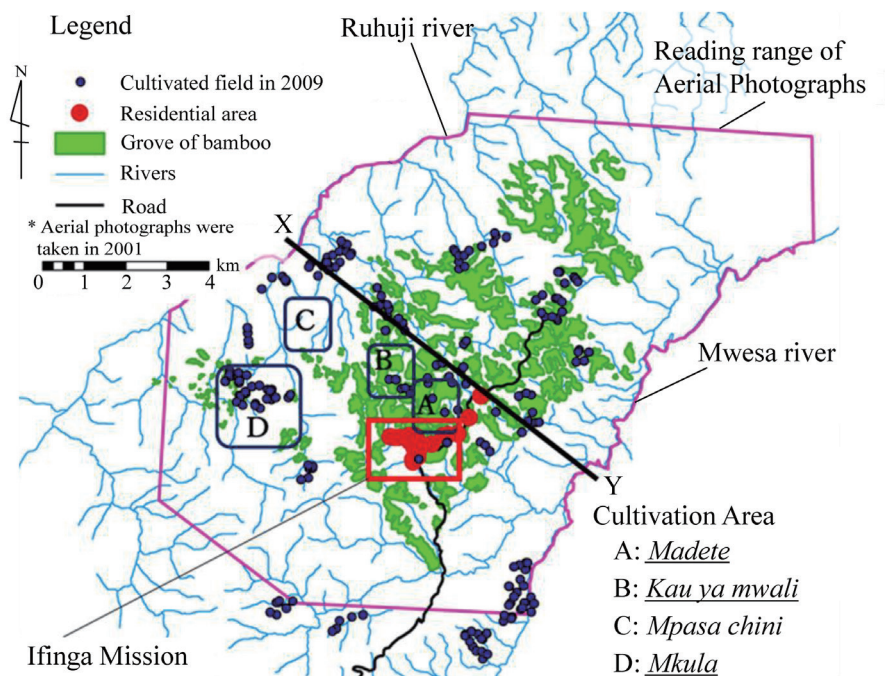 Legend
N
Cultivated field in 2009
Residential area
Grove of bamboo
Rivers
Road
* Aerial photographs were
taken in 2001
0 1 2 3 4 km
Ruhuji river
Reading range of
Aerial Photographs
X
C
B
A
D
Mwesa river
Y
Ifinga Mission
Cultivation Area
A: Madete
B: Kau ya mwali
C: Mpasa chini
D: Mkula